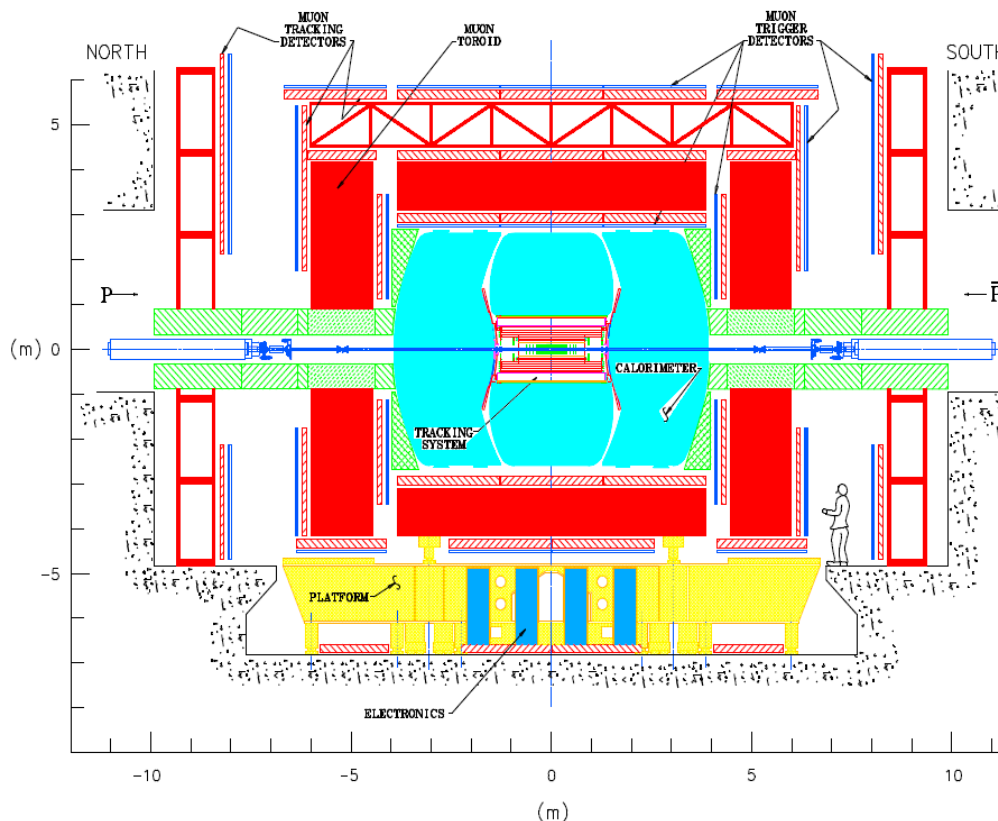 MUON
TRACKING
DETECTORS
MUON
TOROID
MUON
TRIGGER
DETECTORS
NORTH
SOUTH
5
P
P̅
(m)
0
CALORIMETER
TRACKING
SYSTEM
-5
PLATFORM
ELECTRONICS
-10
-5
0
5
10
(m)